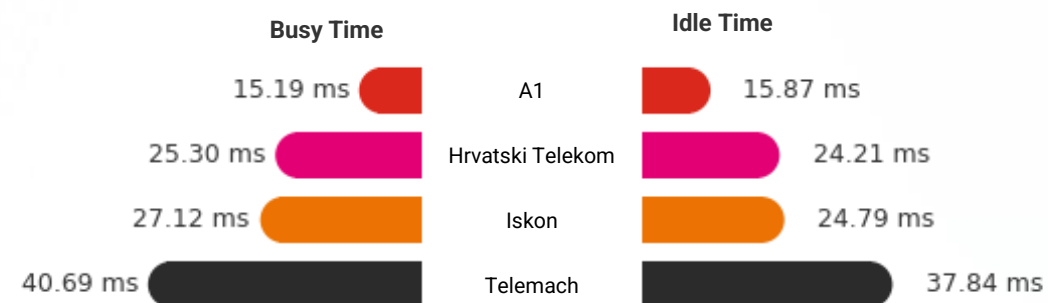 Busy Time Idle Time
15.19 ms A1 15.87 ms
25.30 ms Hrvatski Telekom 24.21 ms
27.12 ms Iskon 24.79 ms
40.69 ms Telemach 37.84 ms